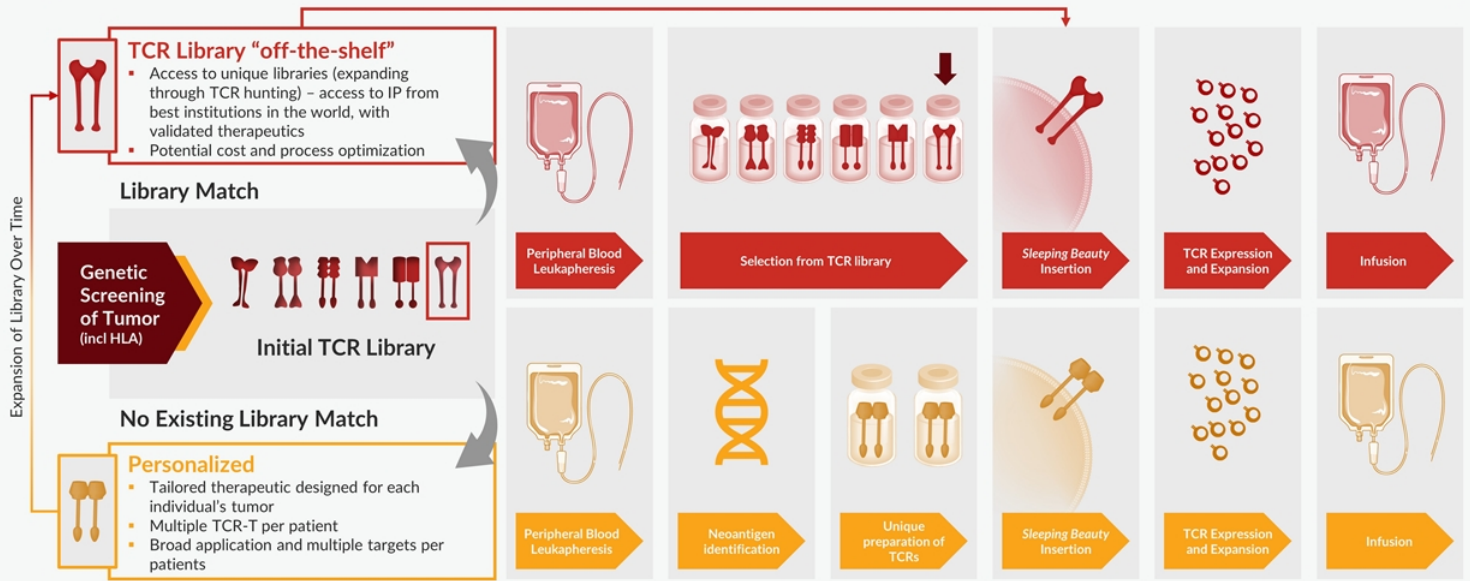 TCR Library “off-the-shelf”
▪ Access to unique libraries (expanding
through TCR hunting) – access to IP from
best institutions in the world, with
validated therapeutics
▪ Potential cost and process optimization
Library Match
Expansion of Library Over Time
Genetic
Screening
of Tumor
(incl HLA)
Initial TCR Library
No Existing Library Match
Personalized
▪ Tailored therapeutic designed for each
individual’s tumor
▪ Multiple TCR-T per patient
▪ Broad application and multiple targets per
patients
Peripheral Blood
Leukapheresis
Selection from TCR library
Sleeping Beauty
Insertion
TCR Expression
and Expansion
Infusion
Peripheral Blood
Leukapheresis
Neoantigen
identification
Unique
preparation of
TCRs
Sleeping Beauty
Insertion
TCR Expression
and Expansion
Infusion